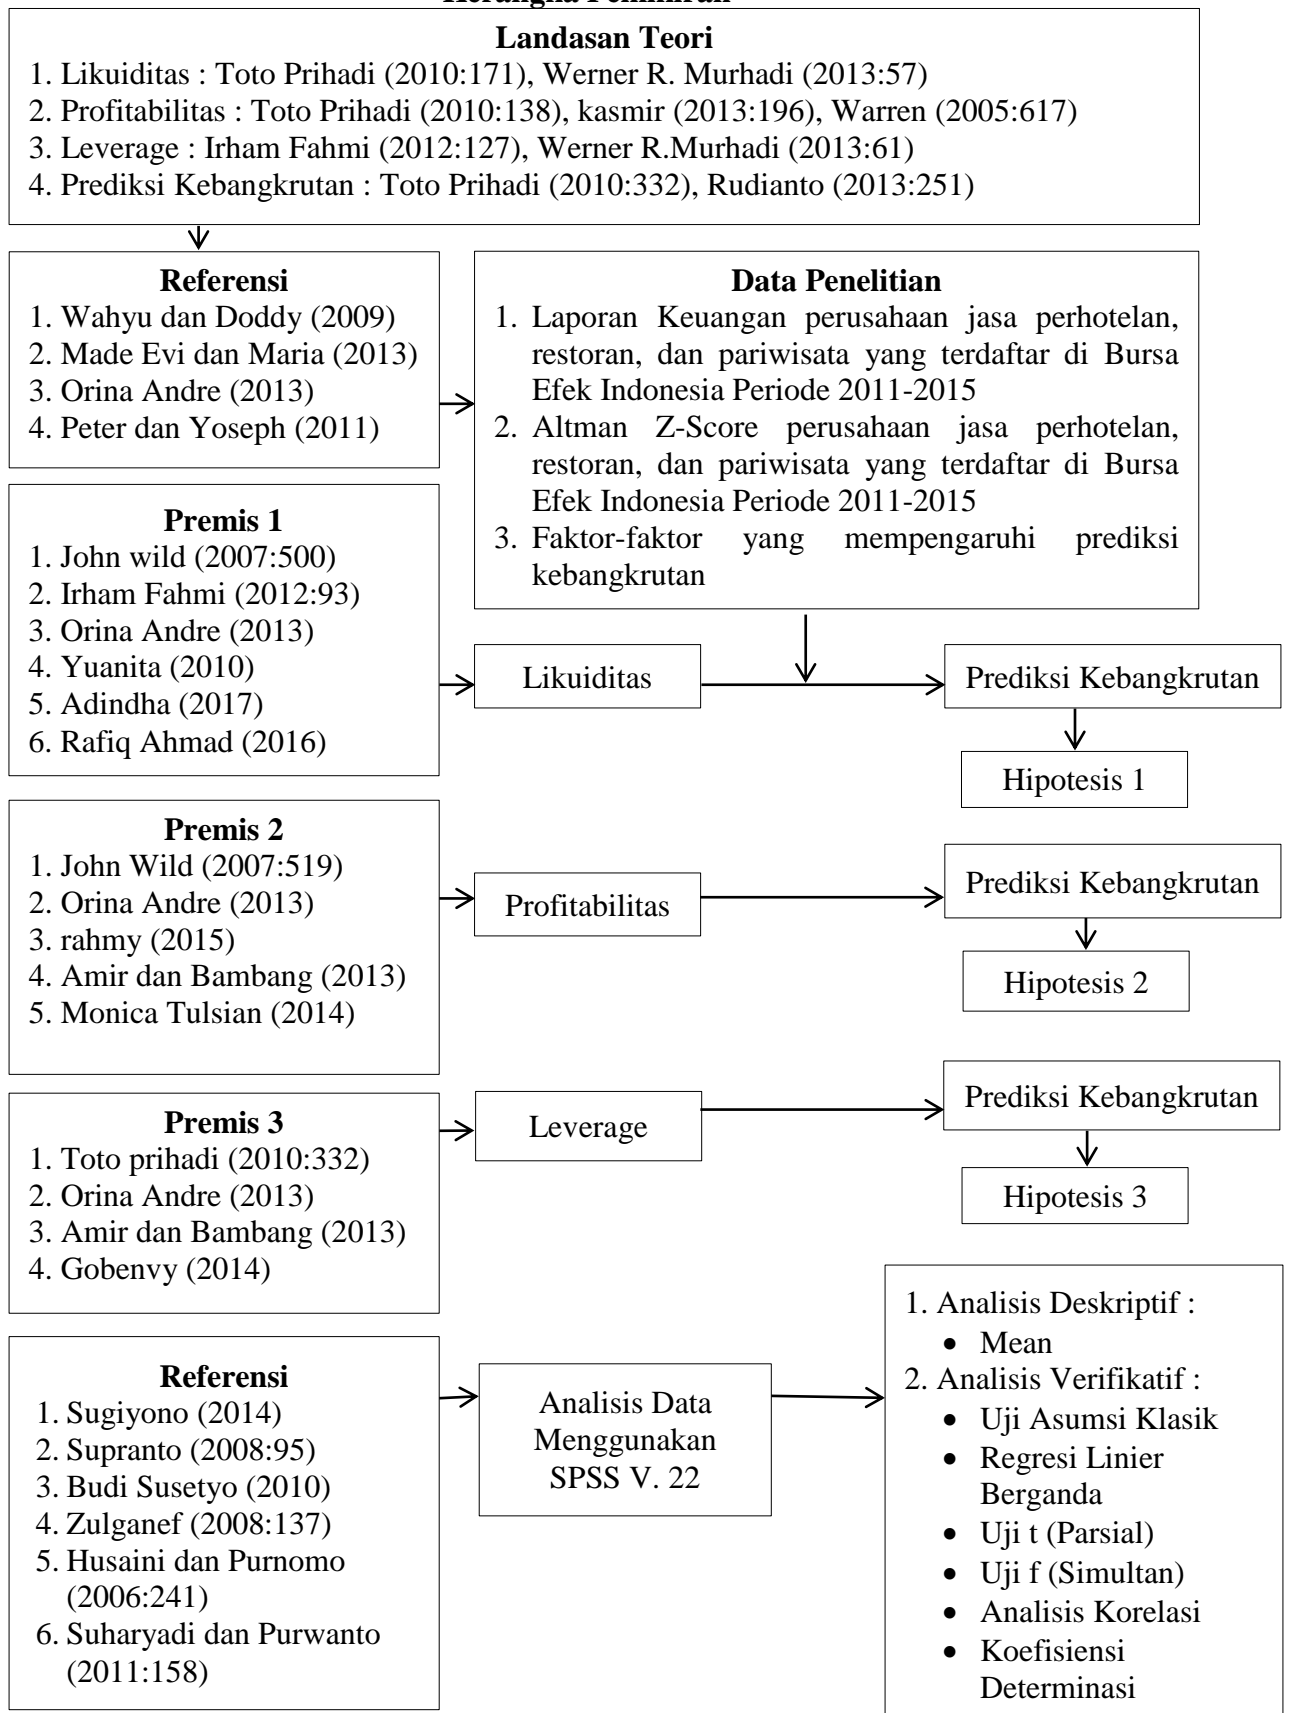 Kerangka Pemikiran
Landasan Teori
1. Likuiditas : Toto Prihadi (2010:171), Werner R. Murhadi (2013:57)
2. Profitabilitas : Toto Prihadi (2010:138), kasmir (2013:196), Warren (2005:617)
3. Leverage : Irham Fahmi (2012:127), Werner R.Murhadi (2013:61)
4. Prediksi Kebangkrutan : Toto Prihadi (2010:332), Rudianto (2013:251)
Referensi
1. Wahyu dan Doddy (2009)
2. Made Evi dan Maria (2013)
3. Orina Andre (2013)
4. Peter dan Yoseph (2011)
Data Penelitian
1. Laporan Keuangan perusahaan jasa perhotelan,
restoran, dan pariwisata yang terdaftar di Bursa
Efek Indonesia Periode 2011-2015
2. Altman Z-Score perusahaan jasa perhotelan,
restoran, dan pariwisata yang terdaftar di Bursa
Efek Indonesia Periode 2011-2015
3. Faktor-faktor yang mempengaruhi prediksi
kebangkrutan
Premis 1
1. John wild (2007:500)
2. Irham Fahmi (2012:93)
3. Orina Andre (2013)
4. Yuanita (2010)
5. Adindha (2017)
6. Rafiq Ahmad (2016)
Likuiditas
Prediksi Kebangkrutan
Hipotesis 1
Premis 2
1. John Wild (2007:519)
2. Orina Andre (2013)
3. rahmy (2015)
4. Amir dan Bambang (2013)
5. Monica Tulsian (2014)
Profitabilitas
Prediksi Kebangkrutan
Hipotesis 2
Premis 3
1. Toto prihadi (2010:332)
2. Orina Andre (2013)
3. Amir dan Bambang (2013)
4. Gobenvy (2014)
Leverage
Prediksi Kebangkrutan
Hipotesis 3
Referensi
1. Sugiyono (2014)
2. Supranto (2008:95)
3. Budi Susetyo (2010)
4. Zulganef (2008:137)
5. Husaini dan Purnomo
(2006:241)
6. Suharyadi dan Purwanto
(2011:158)
Analisis Data
Menggunakan
SPSS V. 22
1. Analisis Deskriptif :
• Mean
2. Analisis Verifikatif :
• Uji Asumsi Klasik
• Regresi Linier
Berganda
• Uji t (Parsial)
• Uji f (Simultan)
• Analisis Korelasi
• Koefisiensi
Determinasi